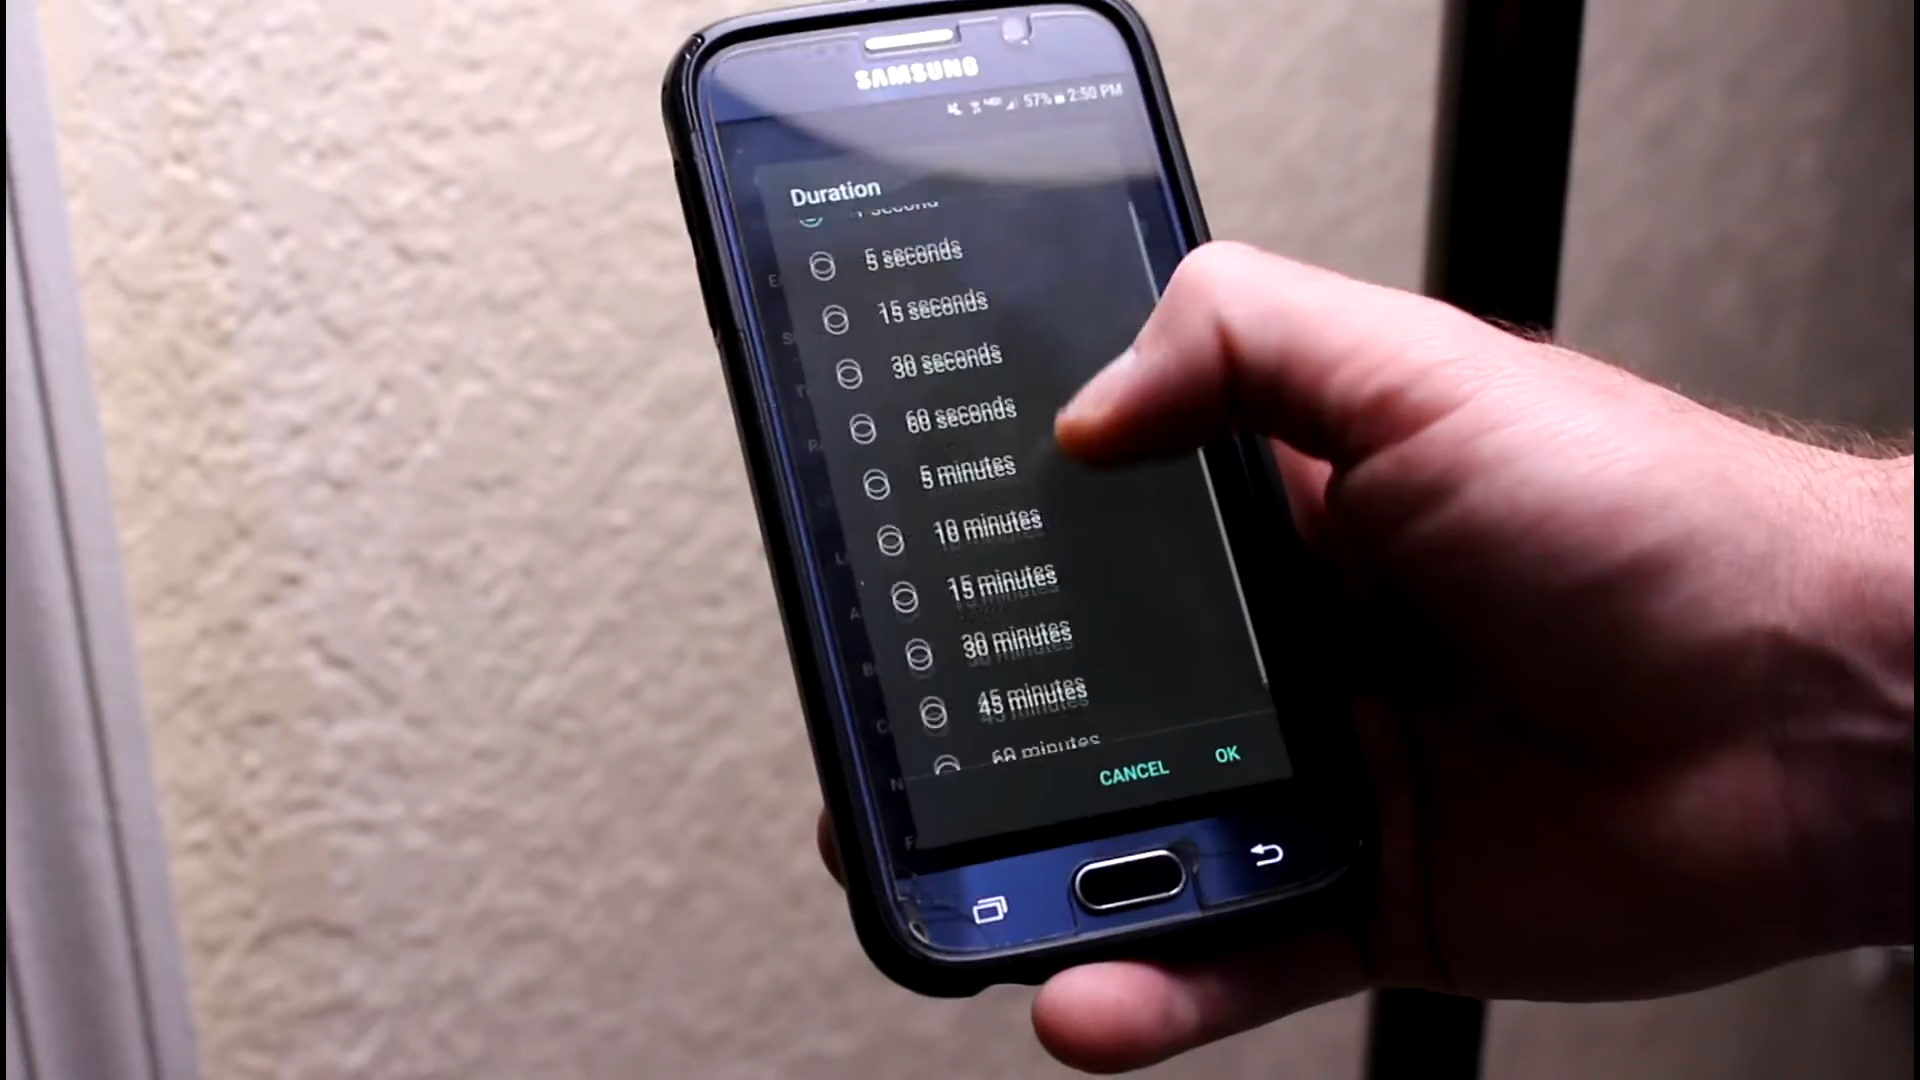 SAMSUNG
57% 2:50 PM
Duration
1 second
5 seconds
15 seconds
30 seconds
60 seconds
5 minutes
10 minutes
15 minutes
30 minutes
45 minutes
60 minutes
CANCEL OK